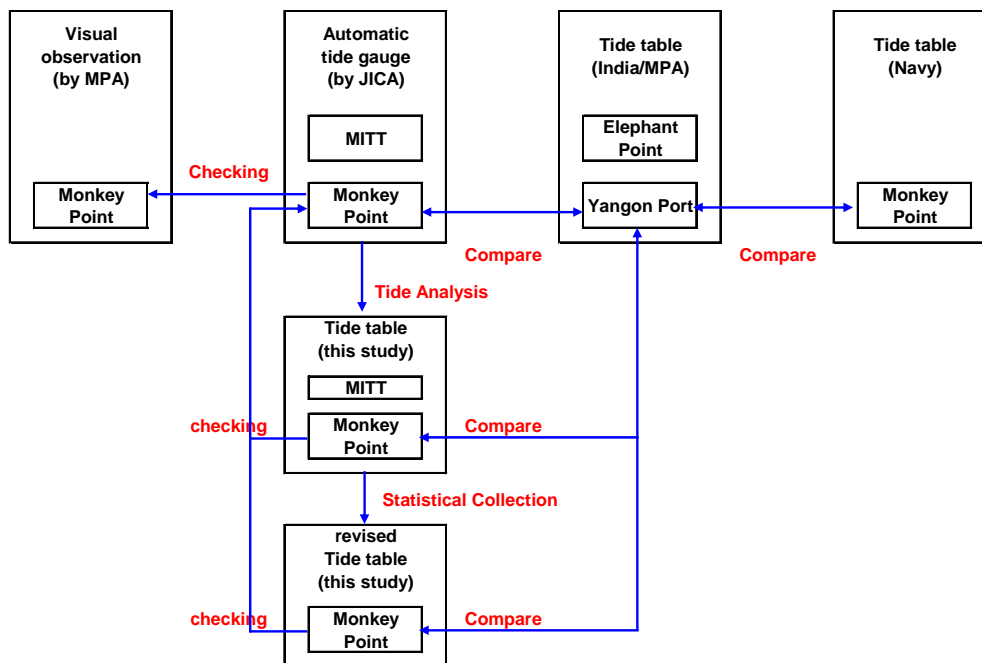 Visual
observation
(by MPA)
Monkey
Point
Automatic
tide gauge
(by JICA)
MITT
Monkey
Point
Tide table
(India/MPA)
Elephant
Point
Yangon Port
Tide table
(Navy)
Monkey
Point
Checking
Compare
Compare
Tide Analysis
Tide table
(this study)
MITT
Monkey
Point
checking
Compare
Statistical Collection
revised
Tide table
(this study)
Monkey
Point
checking
Compare